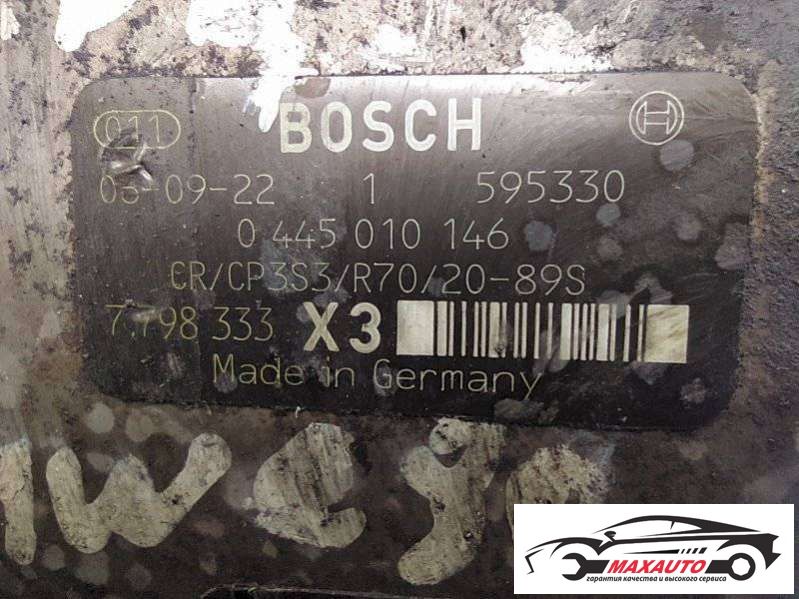 011 BOSCH
06-09-22 1 595330
0 445 010 146
CR/CP3S3/R70/20-89S
7.798 333 X3
Made in Germany
MAXAUTO
гарантия качества и высокого сервиса